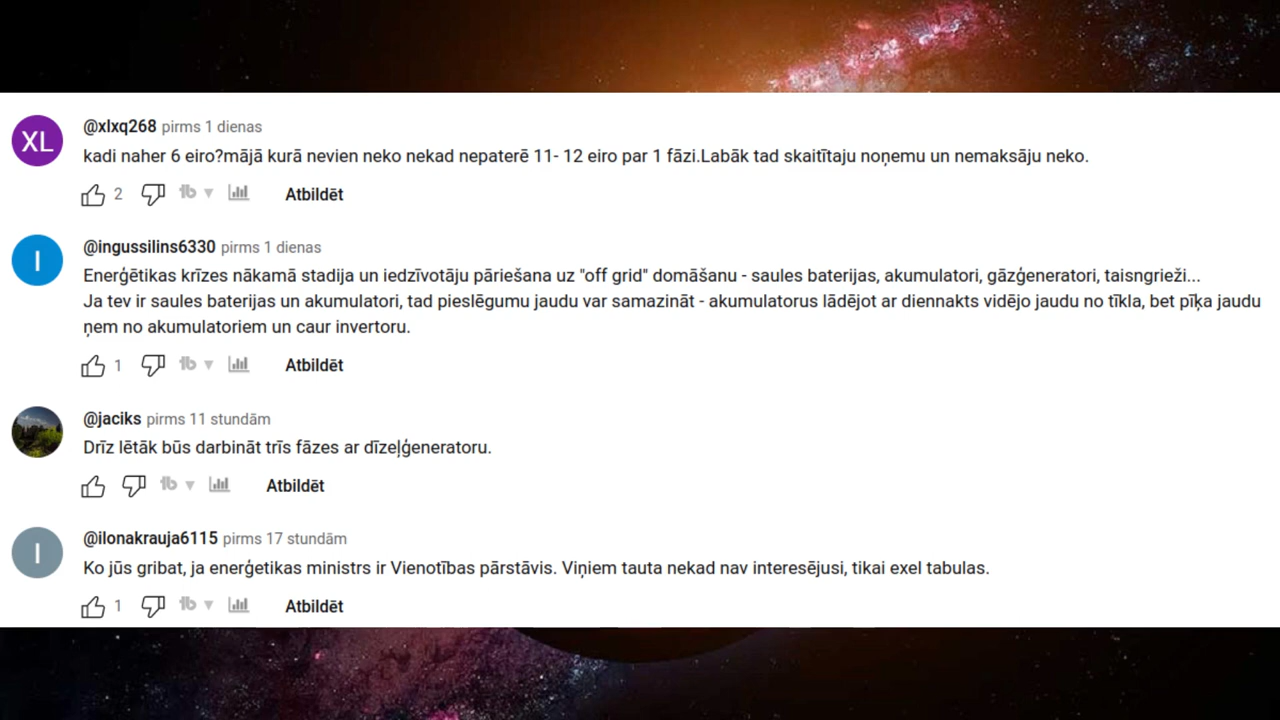 XL
@xlxq268 pirms 1 dienas
kadi naher 6 eiro?mājā kurā nevien neko nekad nepaterē 11- 12 eiro par 1 fāzi.Labāk tad skaitītaju noņemu un nemaksāju neko.
2 Atbildēt
I
@ingussilins6330 pirms 1 dienas
Enerģētikas krīzes nākamā stadija un iedzīvotāju pāriešana uz "off grid" domāšanu - saules baterijas, akumulatori, gāzģeneratori, taisngrieži...
Ja tev ir saules baterijas un akumulatori, tad pieslēgumu jaudu var samazināt - akumulatorus lādējot ar diennakts vidējo jaudu no tīkla, bet pīķa jaudu
ņem no akumulatoriem un caur invertoru.
1 Atbildēt
@jaciks pirms 11 stundām
Drīz lētāk būs darbināt trīs fāzes ar dīzeļģeneratoru.
Atbildēt
I
@ilonakrauja6115 pirms 17 stundām
Ko jūs gribat, ja enerģetikas ministrs ir Vienotības pārstāvis. Viņiem tauta nekad nav interesējusi, tikai exel tabulas.
1 Atbildēt